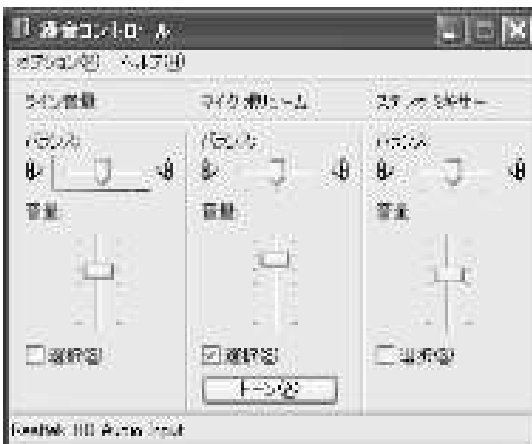 録音コントロール
オプション(P) ヘルプ(H)
ライン音量 マイク ボリューム ステレオ ミキサー
バランス バランス バランス
音量 音量 音量
選択(S) 選択(S) 選択(S)
トーン(A)
Realtek HD Audio Input